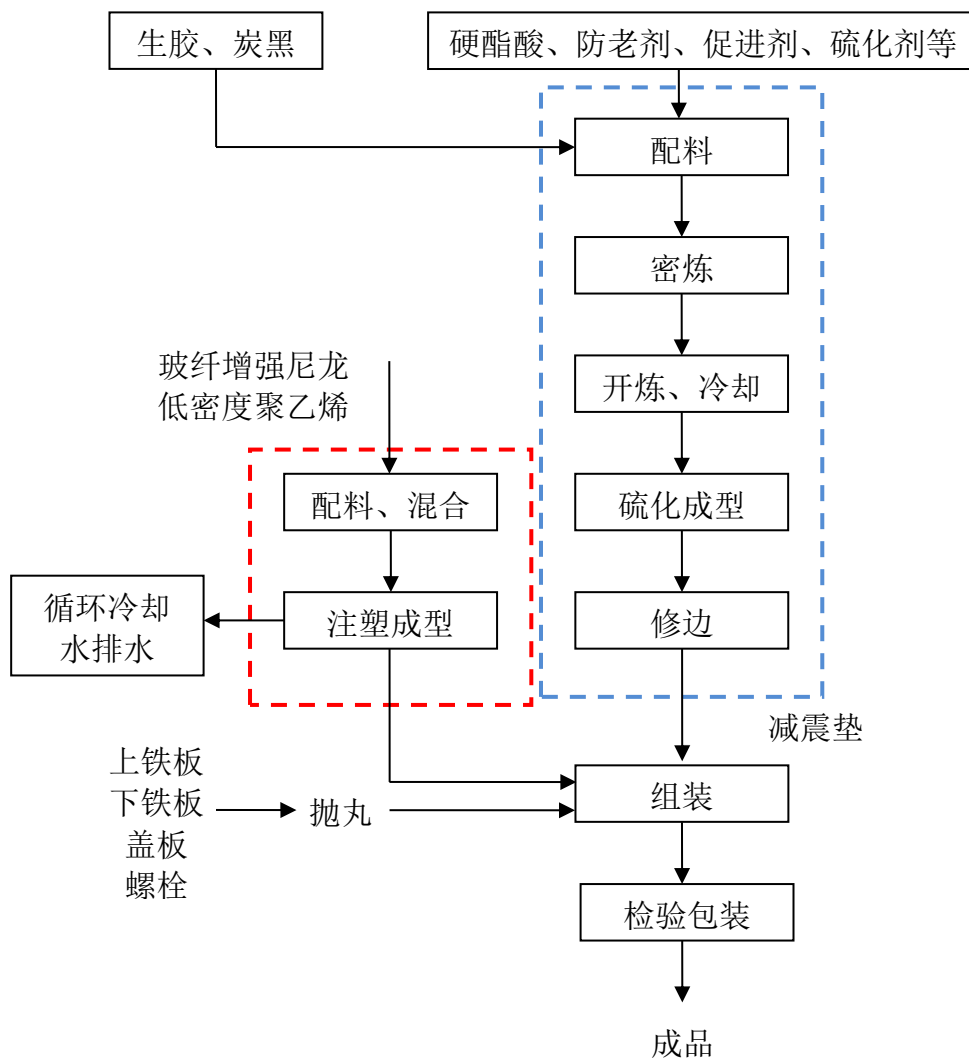 生胶、炭黑
硬酯酸、防老剂、促进剂、硫化剂等
配料
密炼
玻纤增强尼龙
低密度聚乙烯
开炼、冷却
配料、混合
硫化成型
循环冷却
水排水
注塑成型
修边
减震垫
上铁板
下铁板
盖板
螺栓
抛丸
组装
检验包装
成品